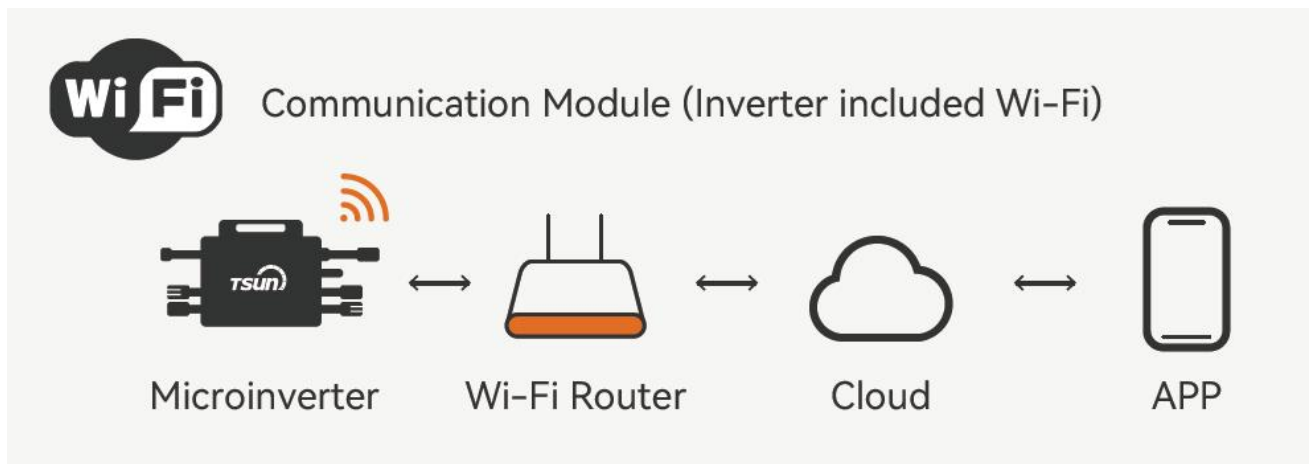 Wi Fi
Communication Module (Inverter included Wi-Fi)
TSUN
Microinverter
Wi-Fi Router
Cloud
APP